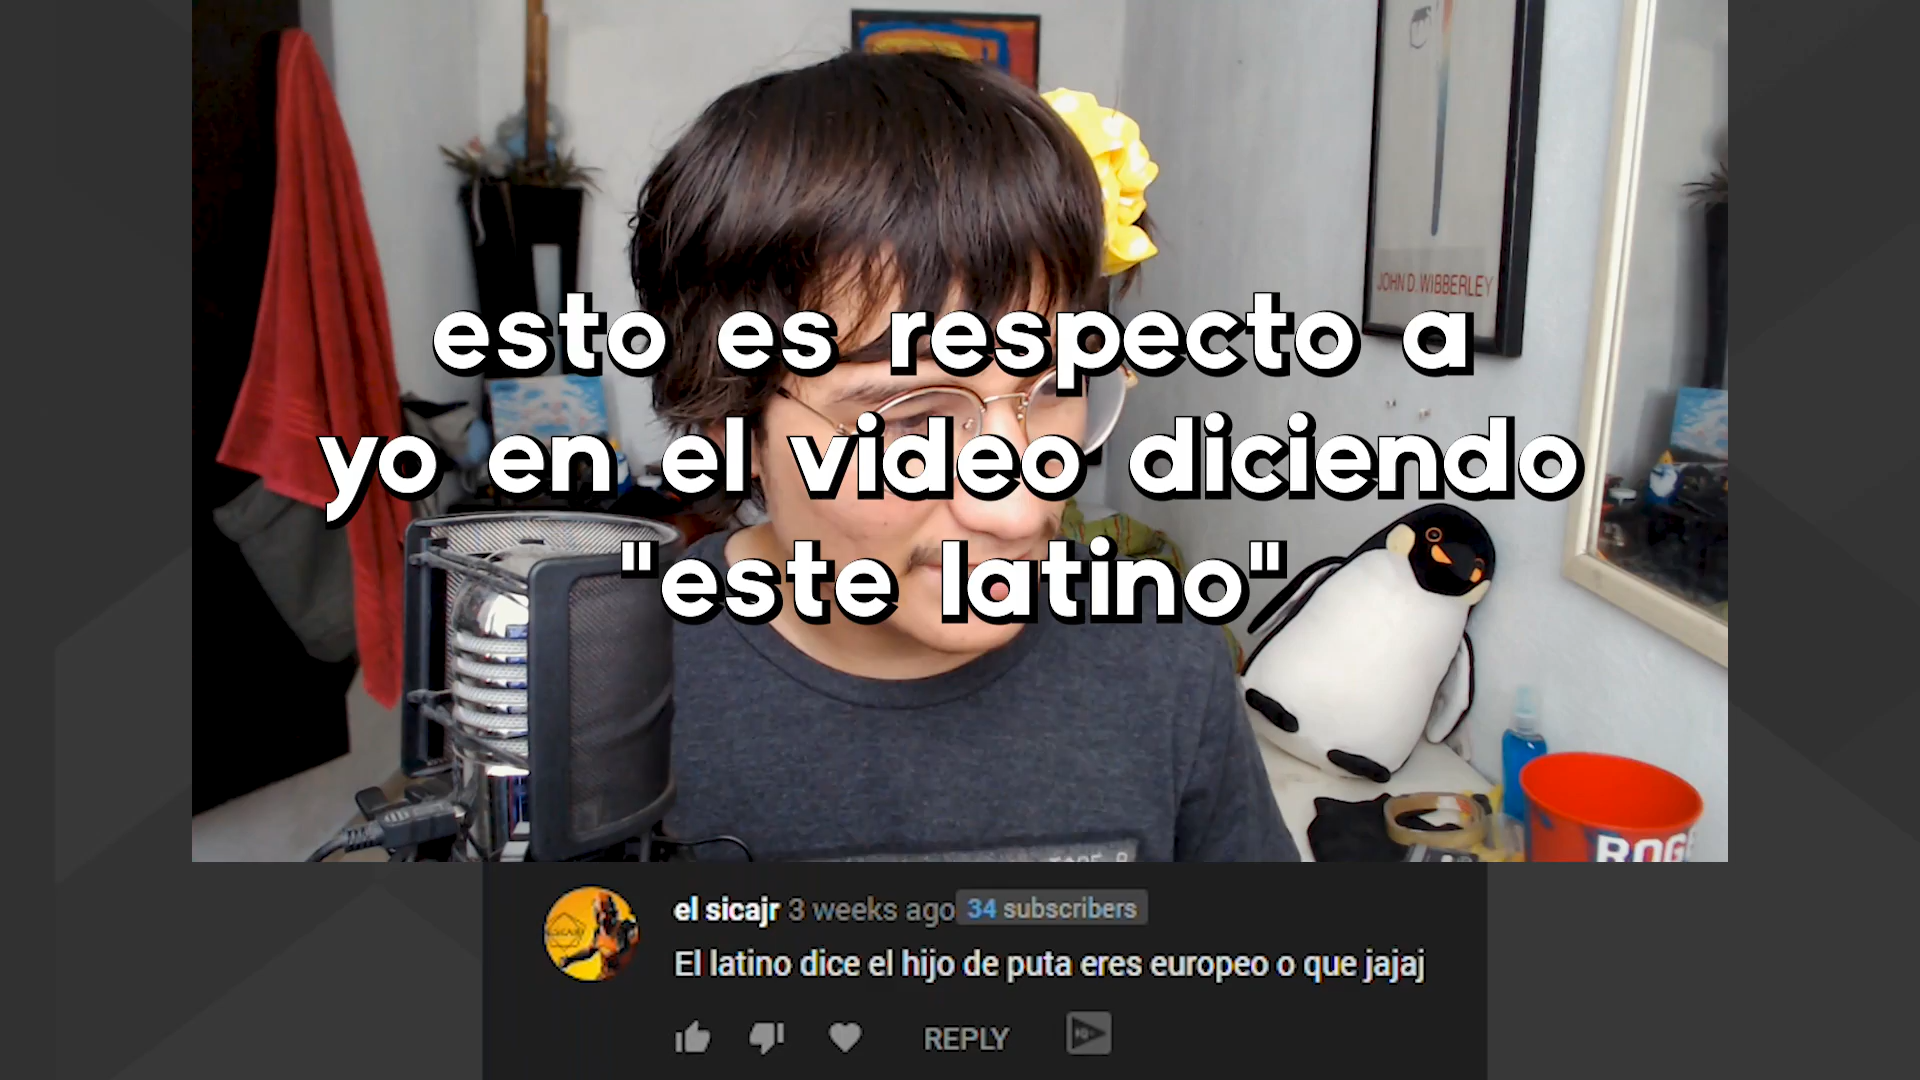 JOHN D. WIBBERLEY
esto es respecto a
yo en el video diciendo
"este latino"
el sicajr 3 weeks ago 34 subscribers
El latino dice el hijo de puta eres europeo o que jajaj
REPLY